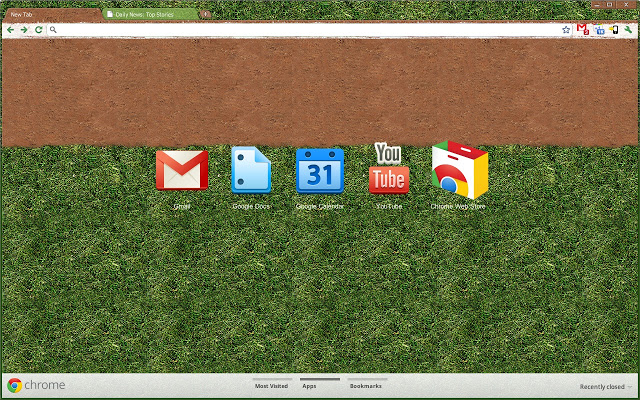 New Tab
Daily News: Top Stories
31
You
Tube
Gmail
Google Docs
Google Calendar
YouTube
Chrome Web Store
chrome
Most Visited
Apps
Bookmarks
Recently closed